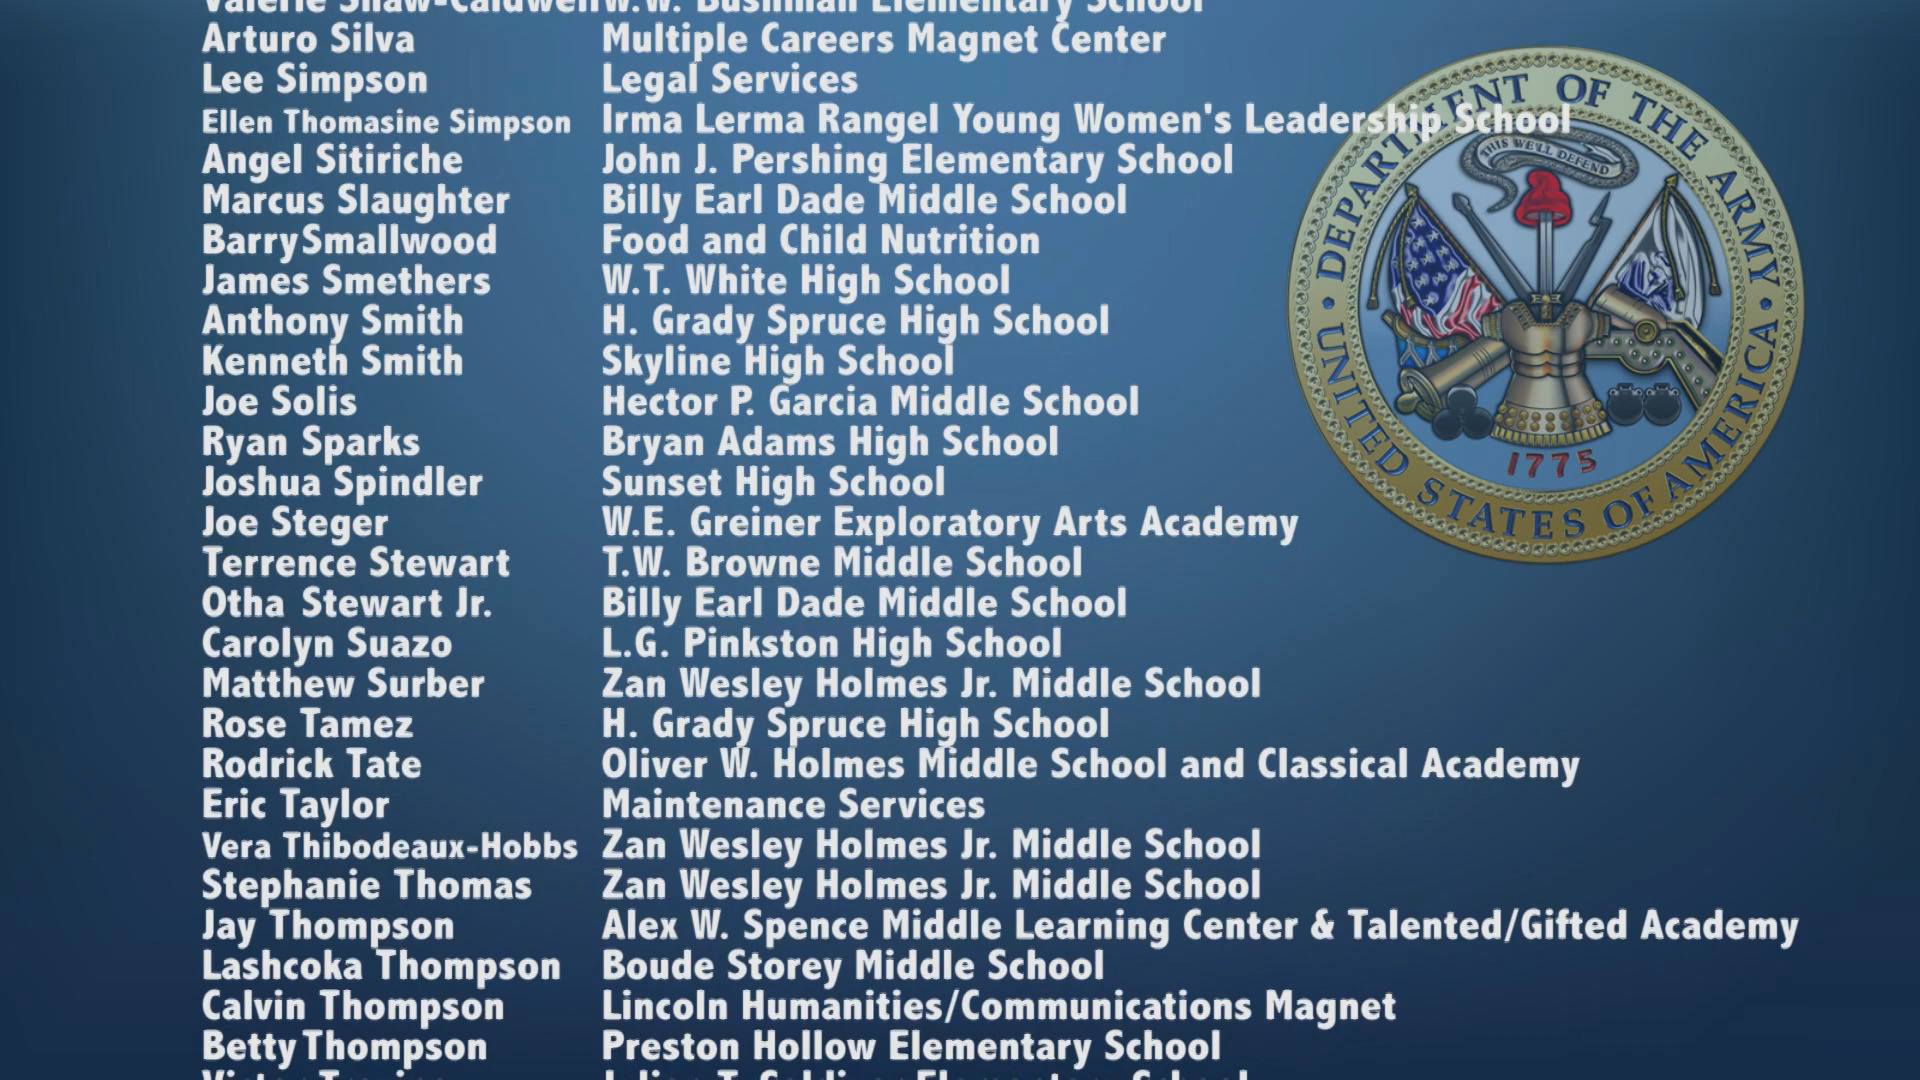 Valerie Shaw-Caldwell W.W. Bushman Elementary School
Arturo Silva Multiple Careers Magnet Center
Lee Simpson Legal Services
Ellen Thomasine Simpson Irma Lerma Rangel Young Women's Leadership School
Angel Sitiriche John J. Pershing Elementary School
Marcus Slaughter Billy Earl Dade Middle School
Barry Smallwood Food and Child Nutrition
James Smethers W.T. White High School
Anthony Smith H. Grady Spruce High School
Kenneth Smith Skyline High School
Joe Solis Hector P. Garcia Middle School
Ryan Sparks Bryan Adams High School
Joshua Spindler Sunset High School
Joe Steger W.E. Greiner Exploratory Arts Academy
Terrence Stewart T.W. Browne Middle School
Otha Stewart Jr. Billy Earl Dade Middle School
Carolyn Suazo L.G. Pinkston High School
Matthew Surber Zan Wesley Holmes Jr. Middle School
Rose Tamez H. Grady Spruce High School
Rodrick Tate Oliver W. Holmes Middle School and Classical Academy
Eric Taylor Maintenance Services
Vera Thibodeaux-Hobbs Zan Wesley Holmes Jr. Middle School
Stephanie Thomas Zan Wesley Holmes Jr. Middle School
Jay Thompson Alex W. Spence Middle Learning Center & Talented/Gifted Academy
Lashcoka Thompson Boude Storey Middle School
Calvin Thompson Lincoln Humanities/Communications Magnet
Betty Thompson Preston Hollow Elementary School
DEPARTMENT OF THE ARMY
THIS WE'LL DEFEND
1775
UNITED STATES OF AMERICA